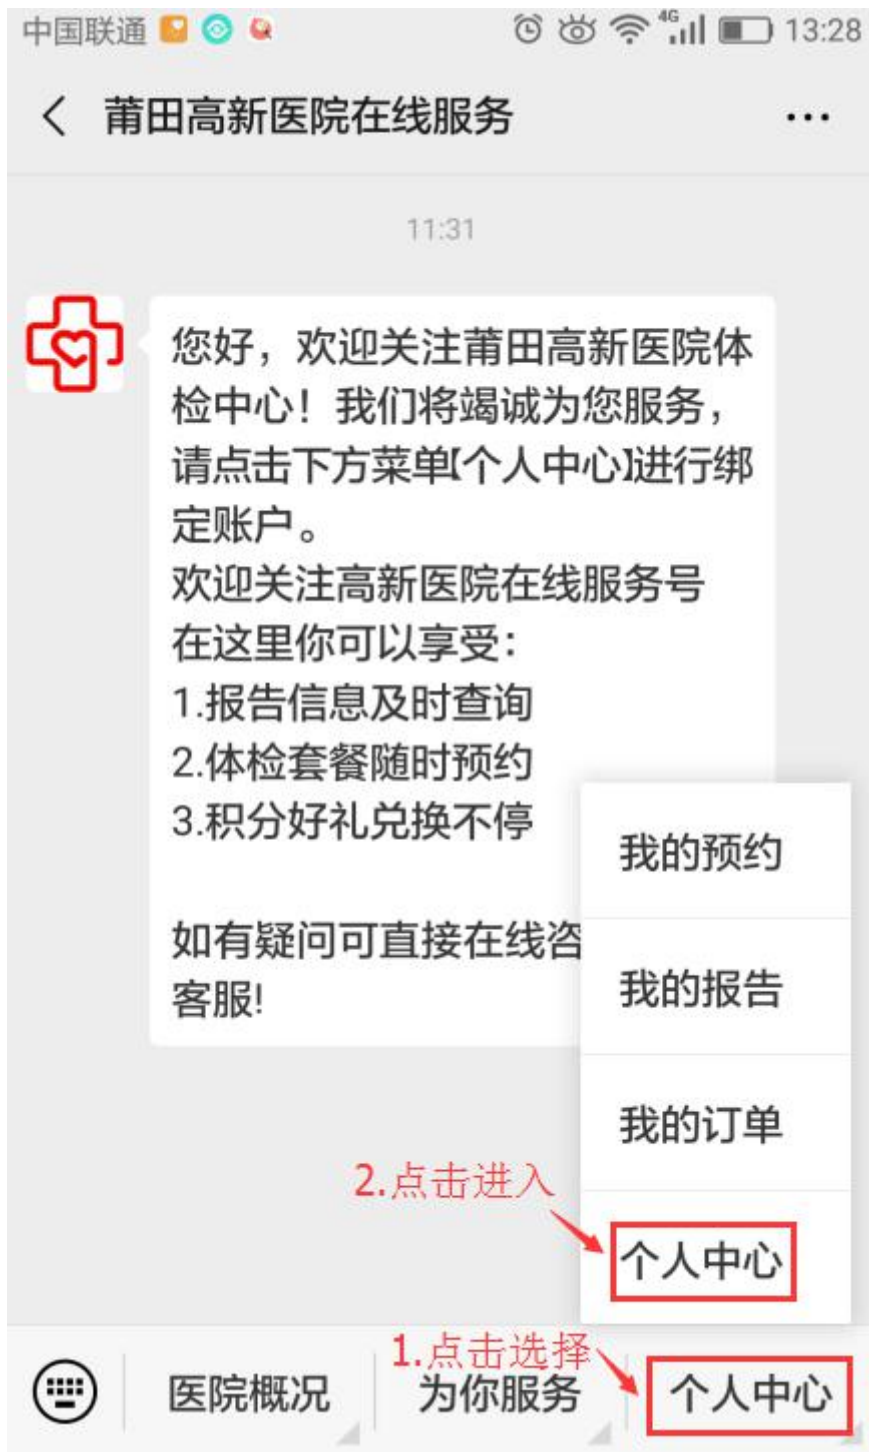 中国联通 4G 13:28
莆田高新医院在线服务 ...
11:31
您好，欢迎关注莆田高新医院体
检中心！我们将竭诚为您服务，
请点击下方菜单【个人中心】进行绑
定账户。
欢迎关注高新医院在线服务号
在这里你可以享受：
1.报告信息及时查询
2.体检套餐随时预约
3.积分好礼兑换不停
如有疑问可直接在线咨
客服!
我的预约
我的报告
我的订单
2.点击进入
个人中心
1.点击选择
医院概况 为你服务 个人中心